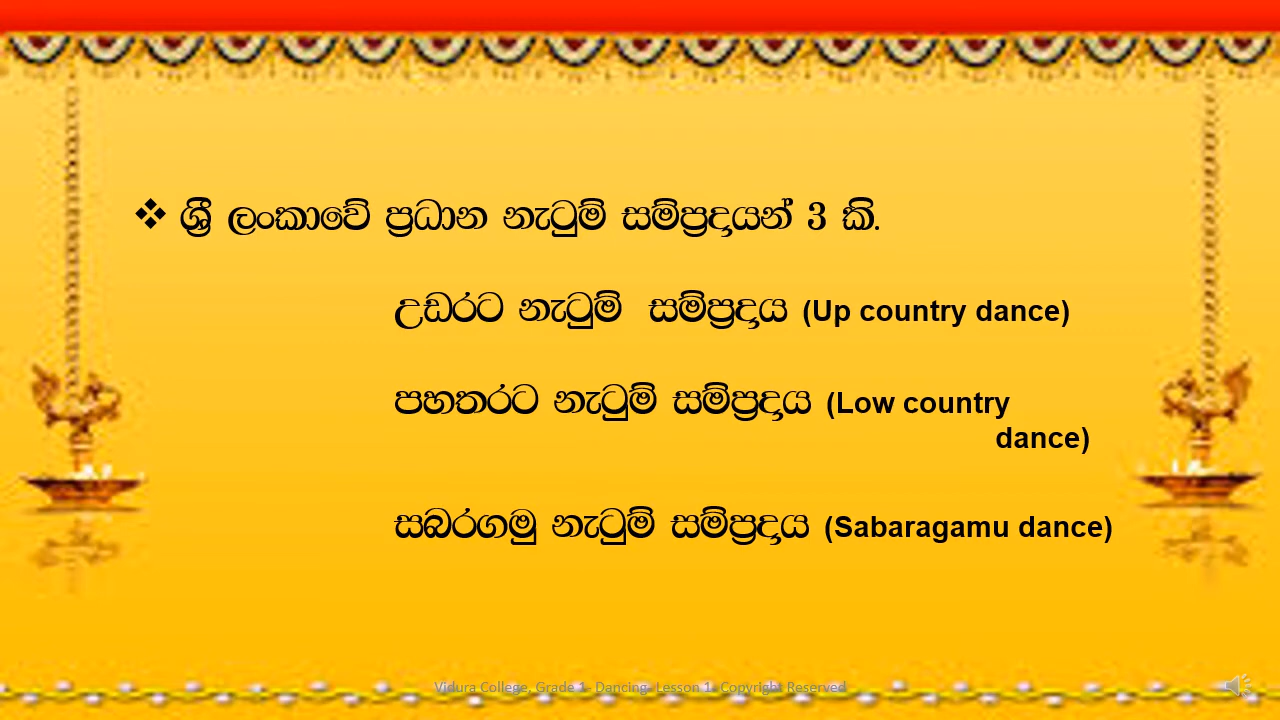 ❖ ශ්‍රී ලංකාවේ ප්‍රධාන නැටුම් සම්ප්‍රදායන් 3 කි.
උඩරට නැටුම් සම්ප්‍රදාය (Up country dance)
පහතරට නැටුම් සම්ප්‍රදාය (Low country
dance)
සබරගමු නැටුම් සම්ප්‍රදාය (Sabaragamu dance)
Vidura College, Grade 1- Dancing- Lesson 1- Copyright Reserved